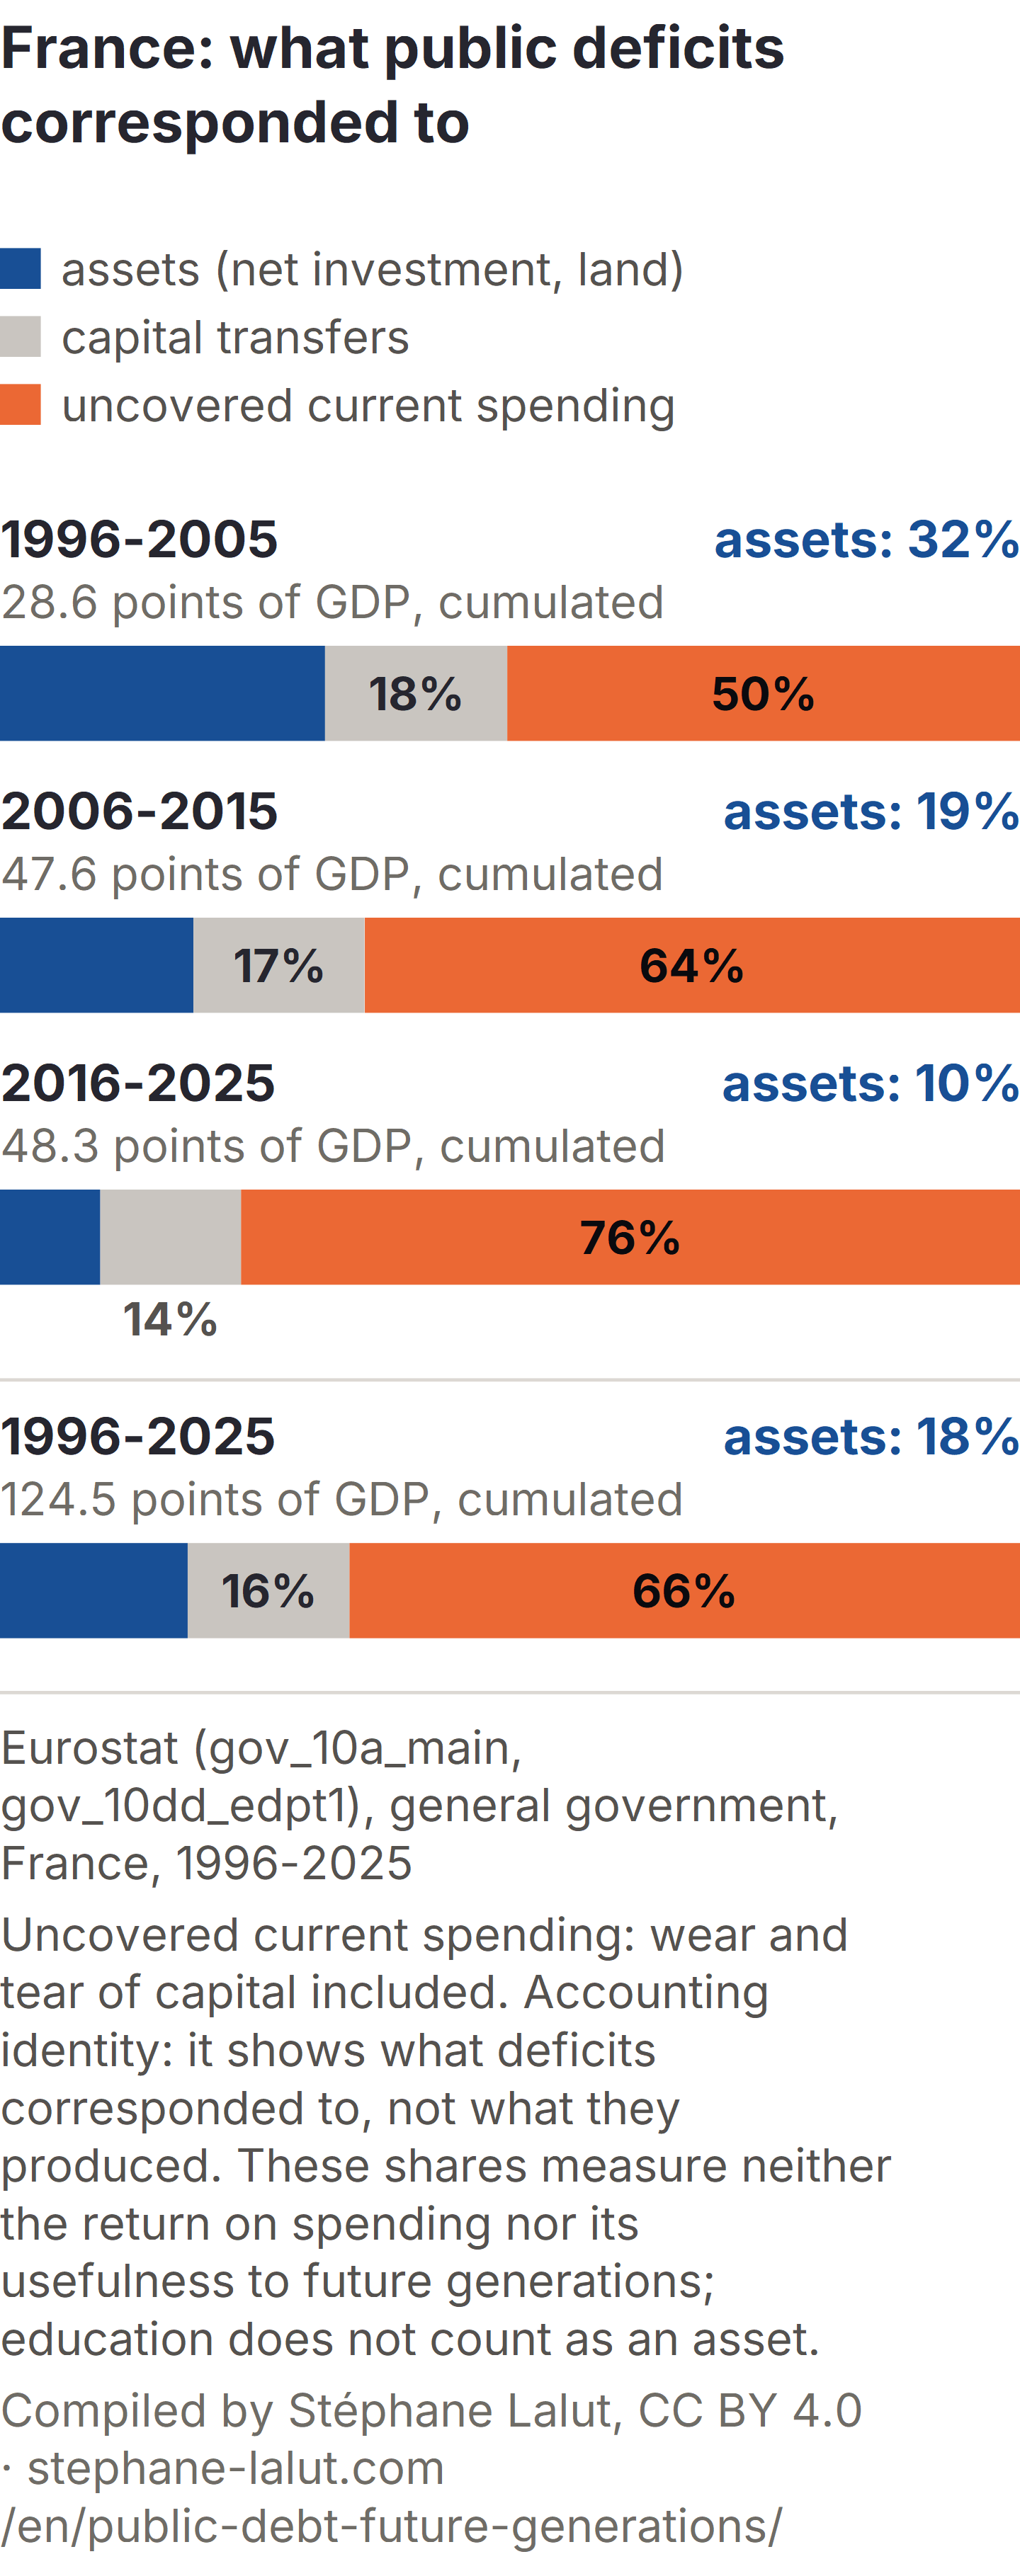 France: what public deficits
corresponded to
assets (net investment, land)
capital transfers
uncovered current spending
1996-2005 assets: 32%
28.6 points of GDP, cumulated
18% 50%
2006-2015 assets: 19%
47.6 points of GDP, cumulated
17% 64%
2016-2025 assets: 10%
48.3 points of GDP, cumulated
76%
14%
1996-2025 assets: 18%
124.5 points of GDP, cumulated
16% 66%
Eurostat (gov_10a_main,
gov_10dd_edpt1), general government,
France, 1996-2025
Uncovered current spending: wear and
tear of capital included. Accounting
identity: it shows what deficits
corresponded to, not what they
produced. These shares measure neither
the return on spending nor its
usefulness to future generations;
education does not count as an asset.
Compiled by Stéphane Lalut, CC BY 4.0
· stephane-lalut.com
/en/public-debt-future-generations/